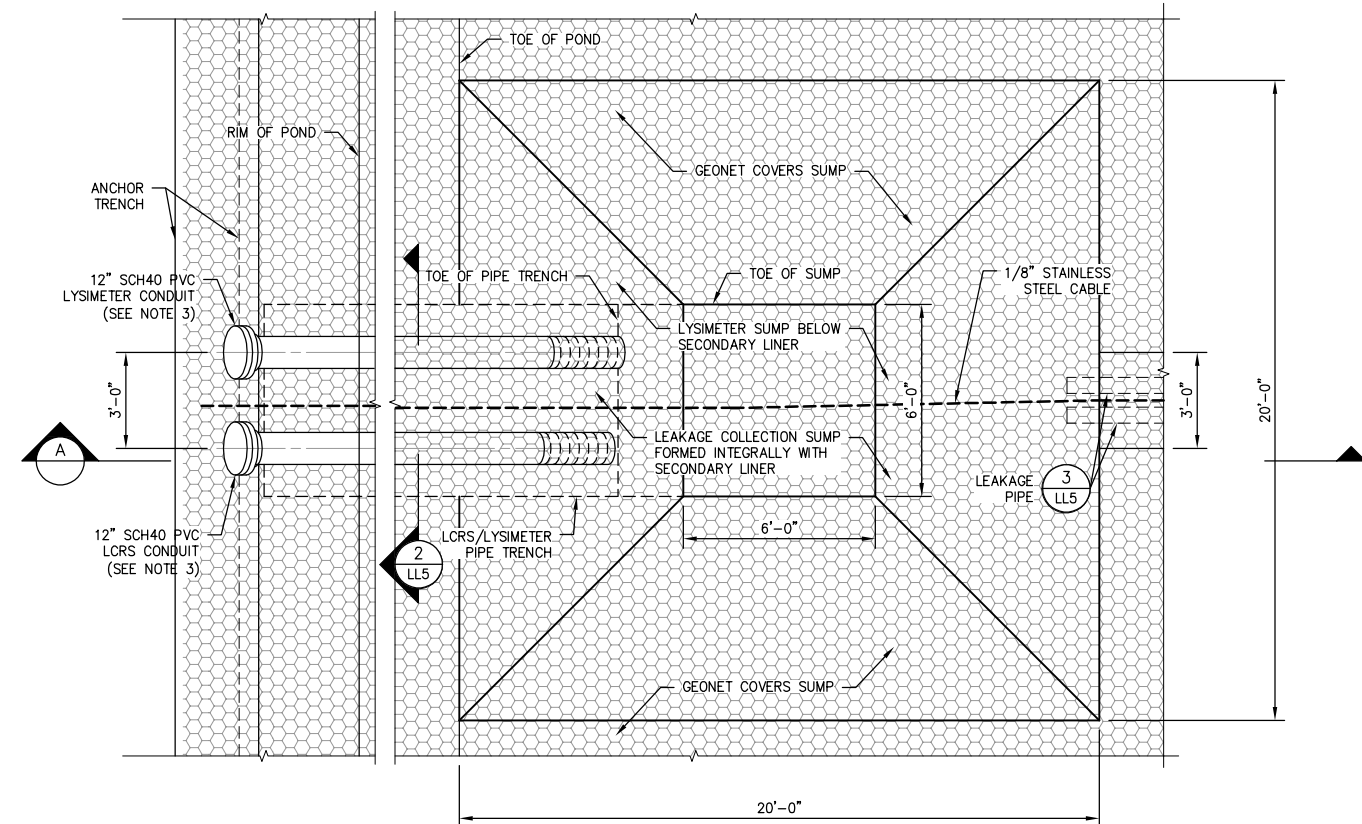 TOE OF POND
RIM OF POND
GEONET COVERS SUMP
ANCHOR
TRENCH
12" SCH40 PVC
LYSIMETER CONDUIT
(SEE NOTE 3)
TOE OF PIPE TRENCH
TOE OF SUMP
1/8" STAINLESS
STEEL CABLE
LYSIMETER SUMP BELOW
SECONDARY LINER
3'-0"
6'-0"
3'-0"
20'-0"
A
LEAKAGE COLLECTION SUMP
FORMED INTEGRALLY WITH
SECONDARY LINER
LEAKAGE
PIPE
3
LL5
12" SCH40 PVC
LCRS CONDUIT
(SEE NOTE 3)
2
LL5
LCRS/LYSIMETER
PIPE TRENCH
6'-0"
GEONET COVERS SUMP
20'-0"